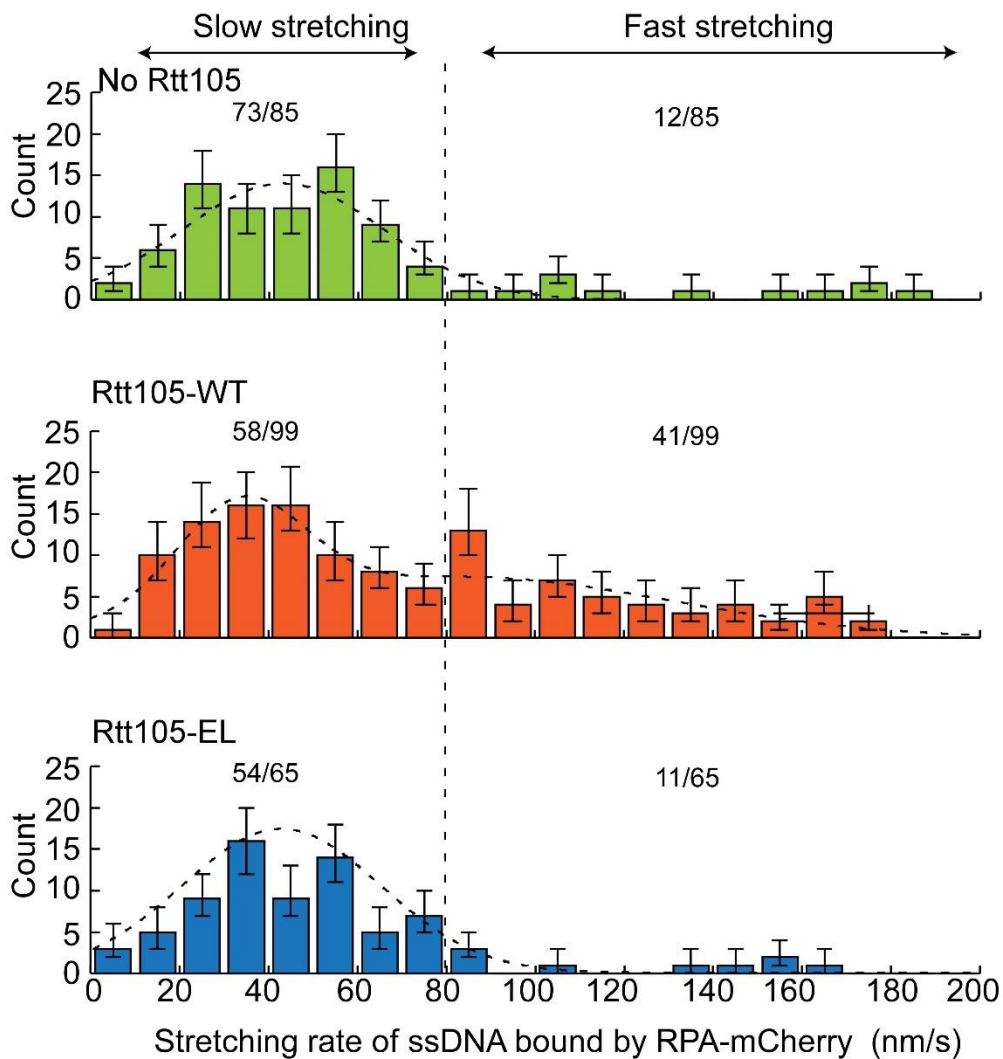 Slow stretching Fast stretching
No Rtt105
73/85 12/85
25
20
15
10
5
0
Count
Rtt105-WT
58/99 41/99
25
20
15
10
5
0
Count
Rtt105-EL
54/65 11/65
25
20
15
10
5
0
Count
0 20 40 60 80 100 120 140 160 180 200
Stretching rate of ssDNA bound by RPA-mCherry (nm/s)